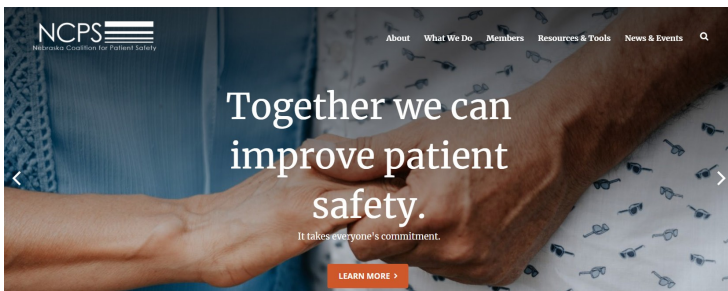 NCPS
Nebraska Coalition for Patient Safety
About What We Do Members Resources & Tools News & Events
Together we can
improve patient
safety.
It takes everyone's commitment.
LEARN MORE >